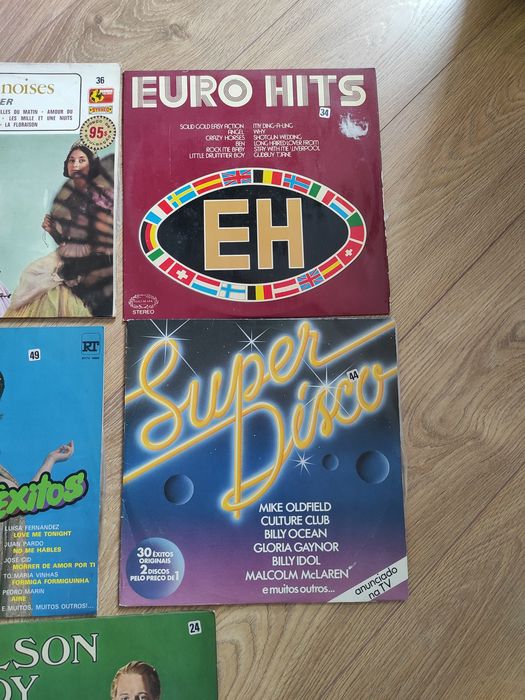 noises
ER
36
STEREO
LLES DU MATIN - AMOUR DU
- LES MILLE ET UNE NUITS
- LA FLORAISON
95
EURO HITS
34
SOLID GOLD EASY ACTION
ANGEL
CRAZY HORSES
BEN
ROCK ME BABY
LITTLE DRUMMER BOY
MY DING-A-LING
WHY
SHOTGUN WEDDING
LONG HAIRED LOVER FROM
STAY WITH ME LIVERPOOL
GUDBUY T'JANE
EH
STEREO
49
RT
Éxitos
LUISA FERNANDEZ
LOVE ME TONIGHT
JUAN PARDO
NO ME HABLES
JOSE CID
MORRER DE AMOR POR TI
TO MARIA VINHAS
FORMIGA FORMIGUINHA
PEDRO MARIN
AIRE
E MUITOS, MUITOS OUTROS!...
Super
Disco
44
MIKE OLDFIELD
CULTURE CLUB
BILLY OCEAN
GLORIA GAYNOR
BILLY IDOL
MALCOLM McLAREN
e muitos outros...
30 ÊXITOS
ORIGINAIS
2 DISCOS
PELO PREÇO DE 1
anunciado
na TV
24
LSON
DY